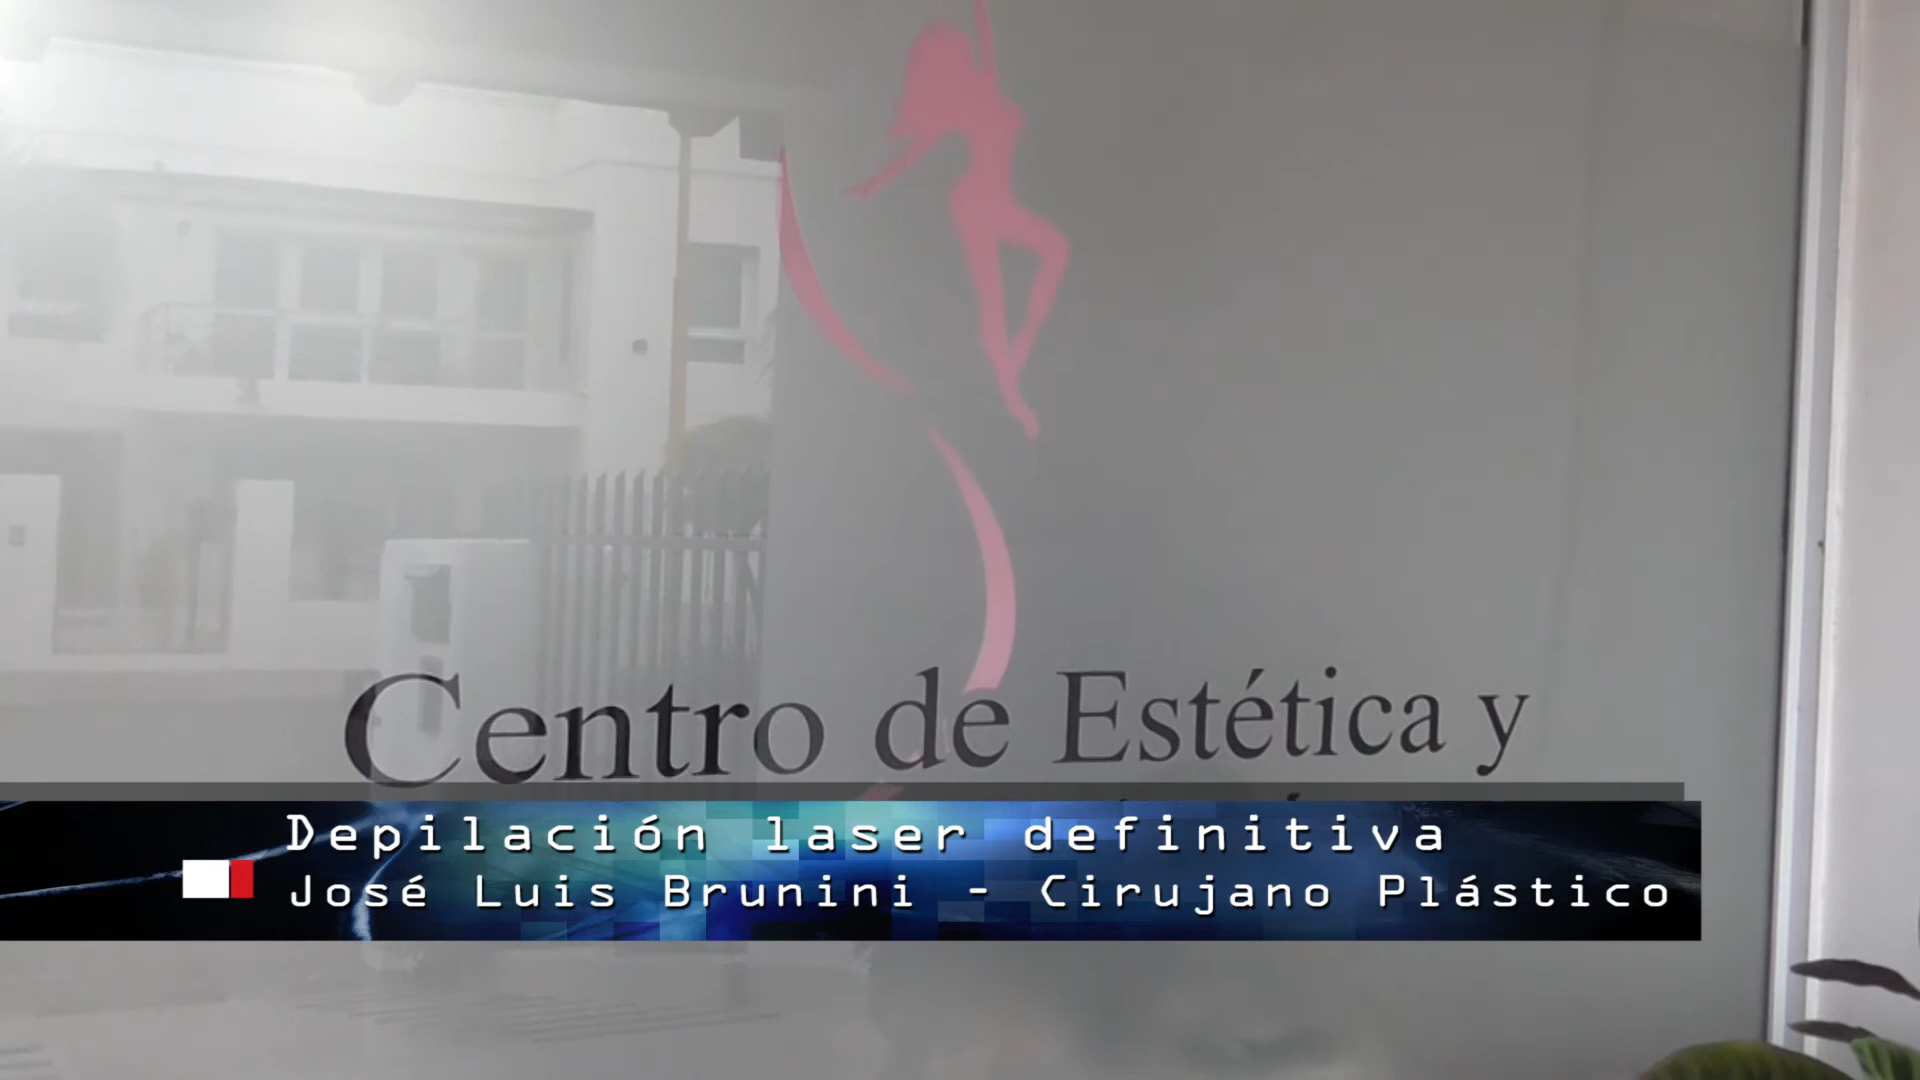 Centro de Estética y
Depilación laser definitiva
José Luis Brunini - Cirujano Plástico